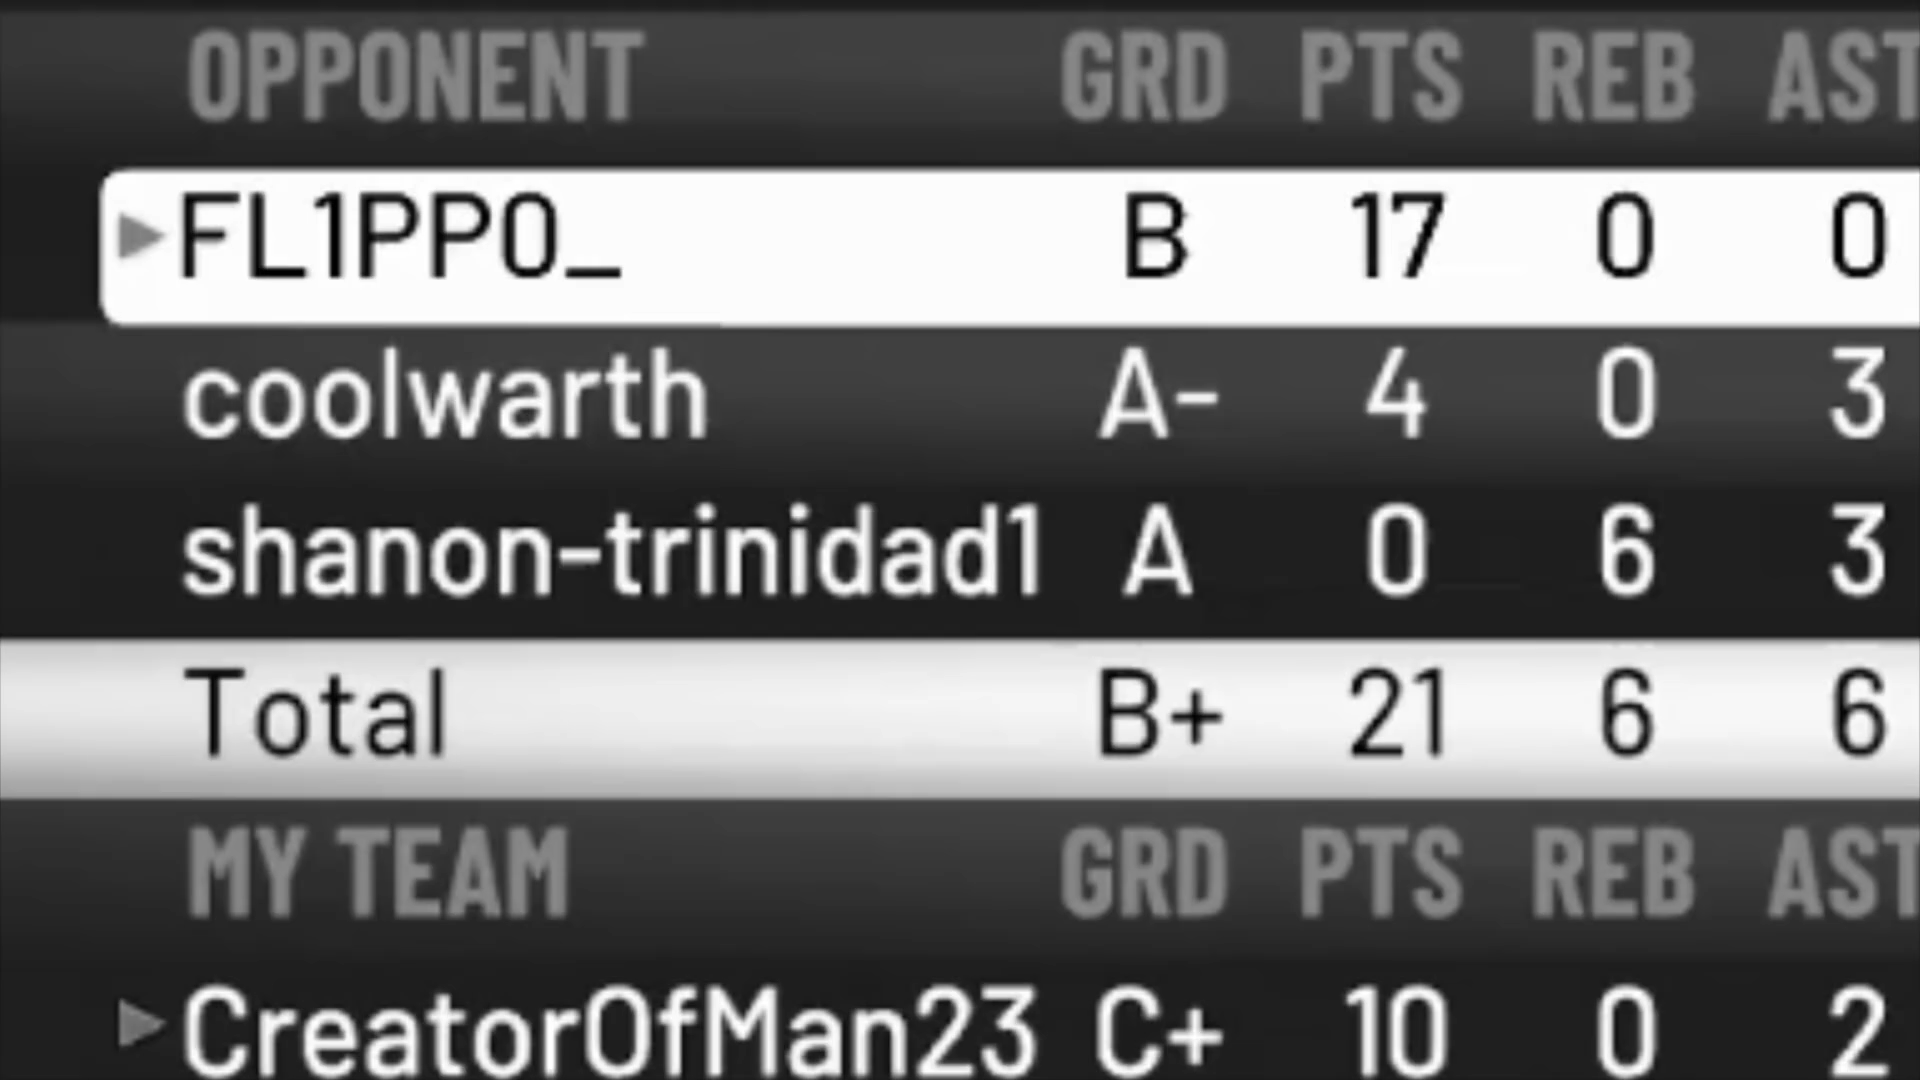 OPPONENT GRD PTS REB AST
FL1PP0_ B 17 0 0
coolwarth A- 4 0 3
shanon-trinidad1 A 0 6 3
Total B+ 21 6 6
MY TEAM GRD PTS REB AST
CreatorOfMan23 C+ 10 0 2